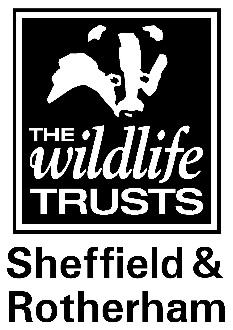 THE
wildlife
TRUSTS
Sheffield &
Rotherham